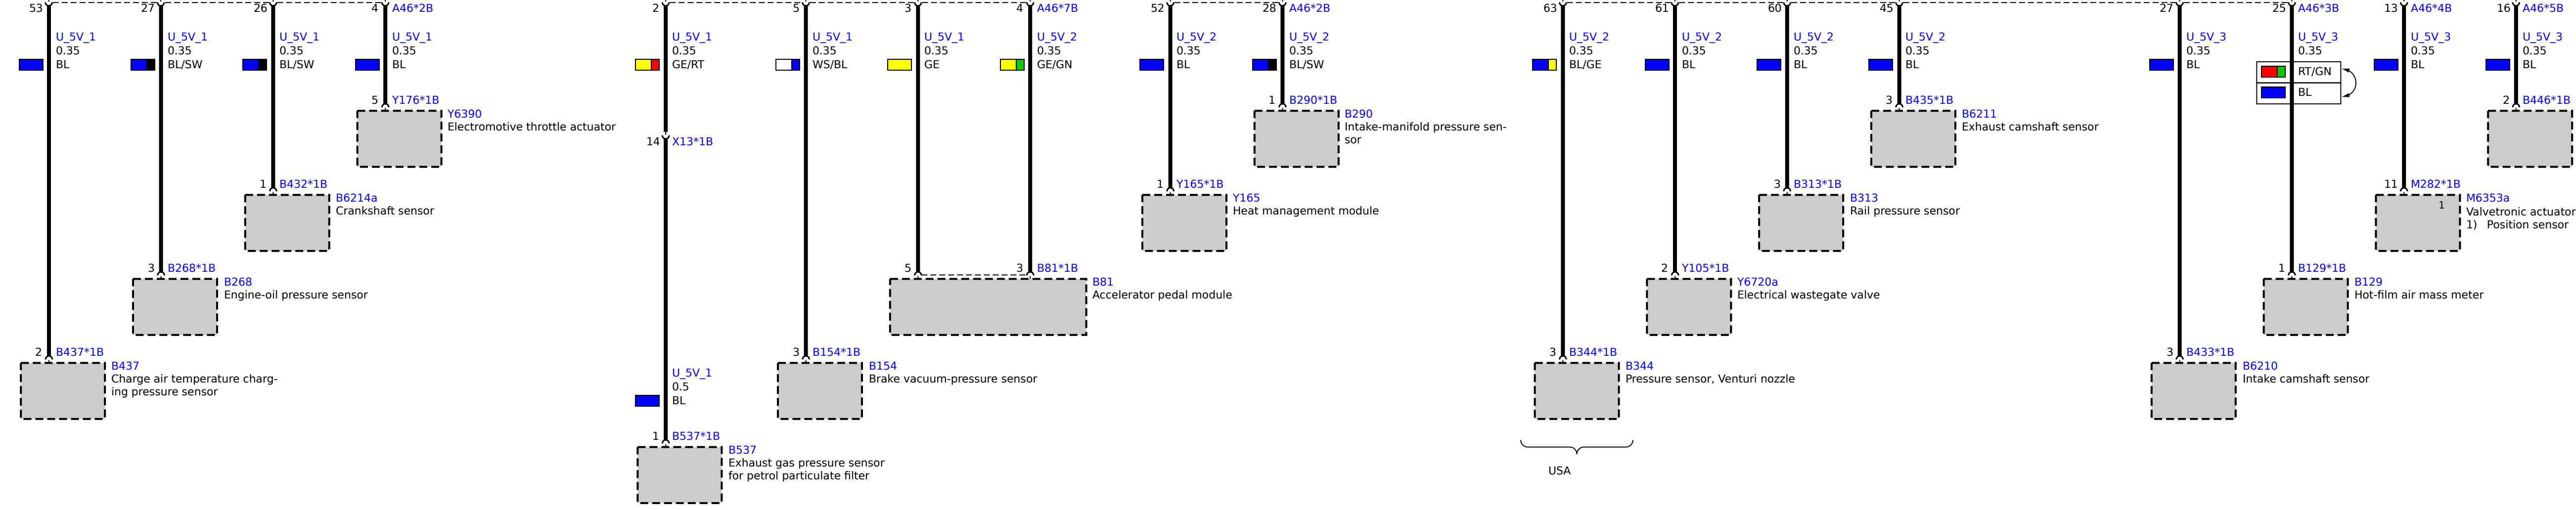 53 27 26 4 A46*2B 2 5 3 4 A46*7B 52 28 A46*2B 63 61 60 45 27 25 A46*3B 13 A46*4B 16 A46*5B
U_5V_1 U_5V_1 U_5V_1 U_5V_1 U_5V_1 U_5V_1 U_5V_1 U_5V_2 U_5V_2 U_5V_2 U_5V_2 U_5V_2 U_5V_2 U_5V_2 U_5V_3 U_5V_3 U_5V_3 U_5V_3
0.35 0.35 0.35 0.35 0.35 0.35 0.35 0.35 0.35 0.35 0.35 0.35 0.35 0.35 0.35 0.35 0.35 0.35
BL BL/SW BL/SW BL GE/RT WS/BL GE GE/GN BL BL/SW BL/GE BL BL BL BL BL BL
RT/GN
BL
5 Y176*1B 1 B290*1B 3 B435*1B 2 B446*1B
Y6390 B290 B6211
Electromotive throttle actuator Intake-manifold pressure sen- Exhaust camshaft sensor
sor
14 X13*1B
1 B432*1B 1 Y165*1B 3 B313*1B 11 M282*1B
B6214a Y165 B313 M6353a
1
Crankshaft sensor Heat management module Rail pressure sensor Valvetronic actuator
1) Position sensor
3 B268*1B 5 3 B81*1B 2 Y105*1B 1 B129*1B
B268 B81 Y6720a B129
Engine-oil pressure sensor Accelerator pedal module Electrical wastegate valve Hot-film air mass meter
2 B437*1B 3 B154*1B 3 B344*1B 3 B433*1B
B437 B154 B344 B6210
Charge air temperature charg- Brake vacuum-pressure sensor Pressure sensor, Venturi nozzle Intake camshaft sensor
ing pressure sensor
U_5V_1
0.5
BL
1 B537*1B
B537
Exhaust gas pressure sensor
for petrol particulate filter
USA